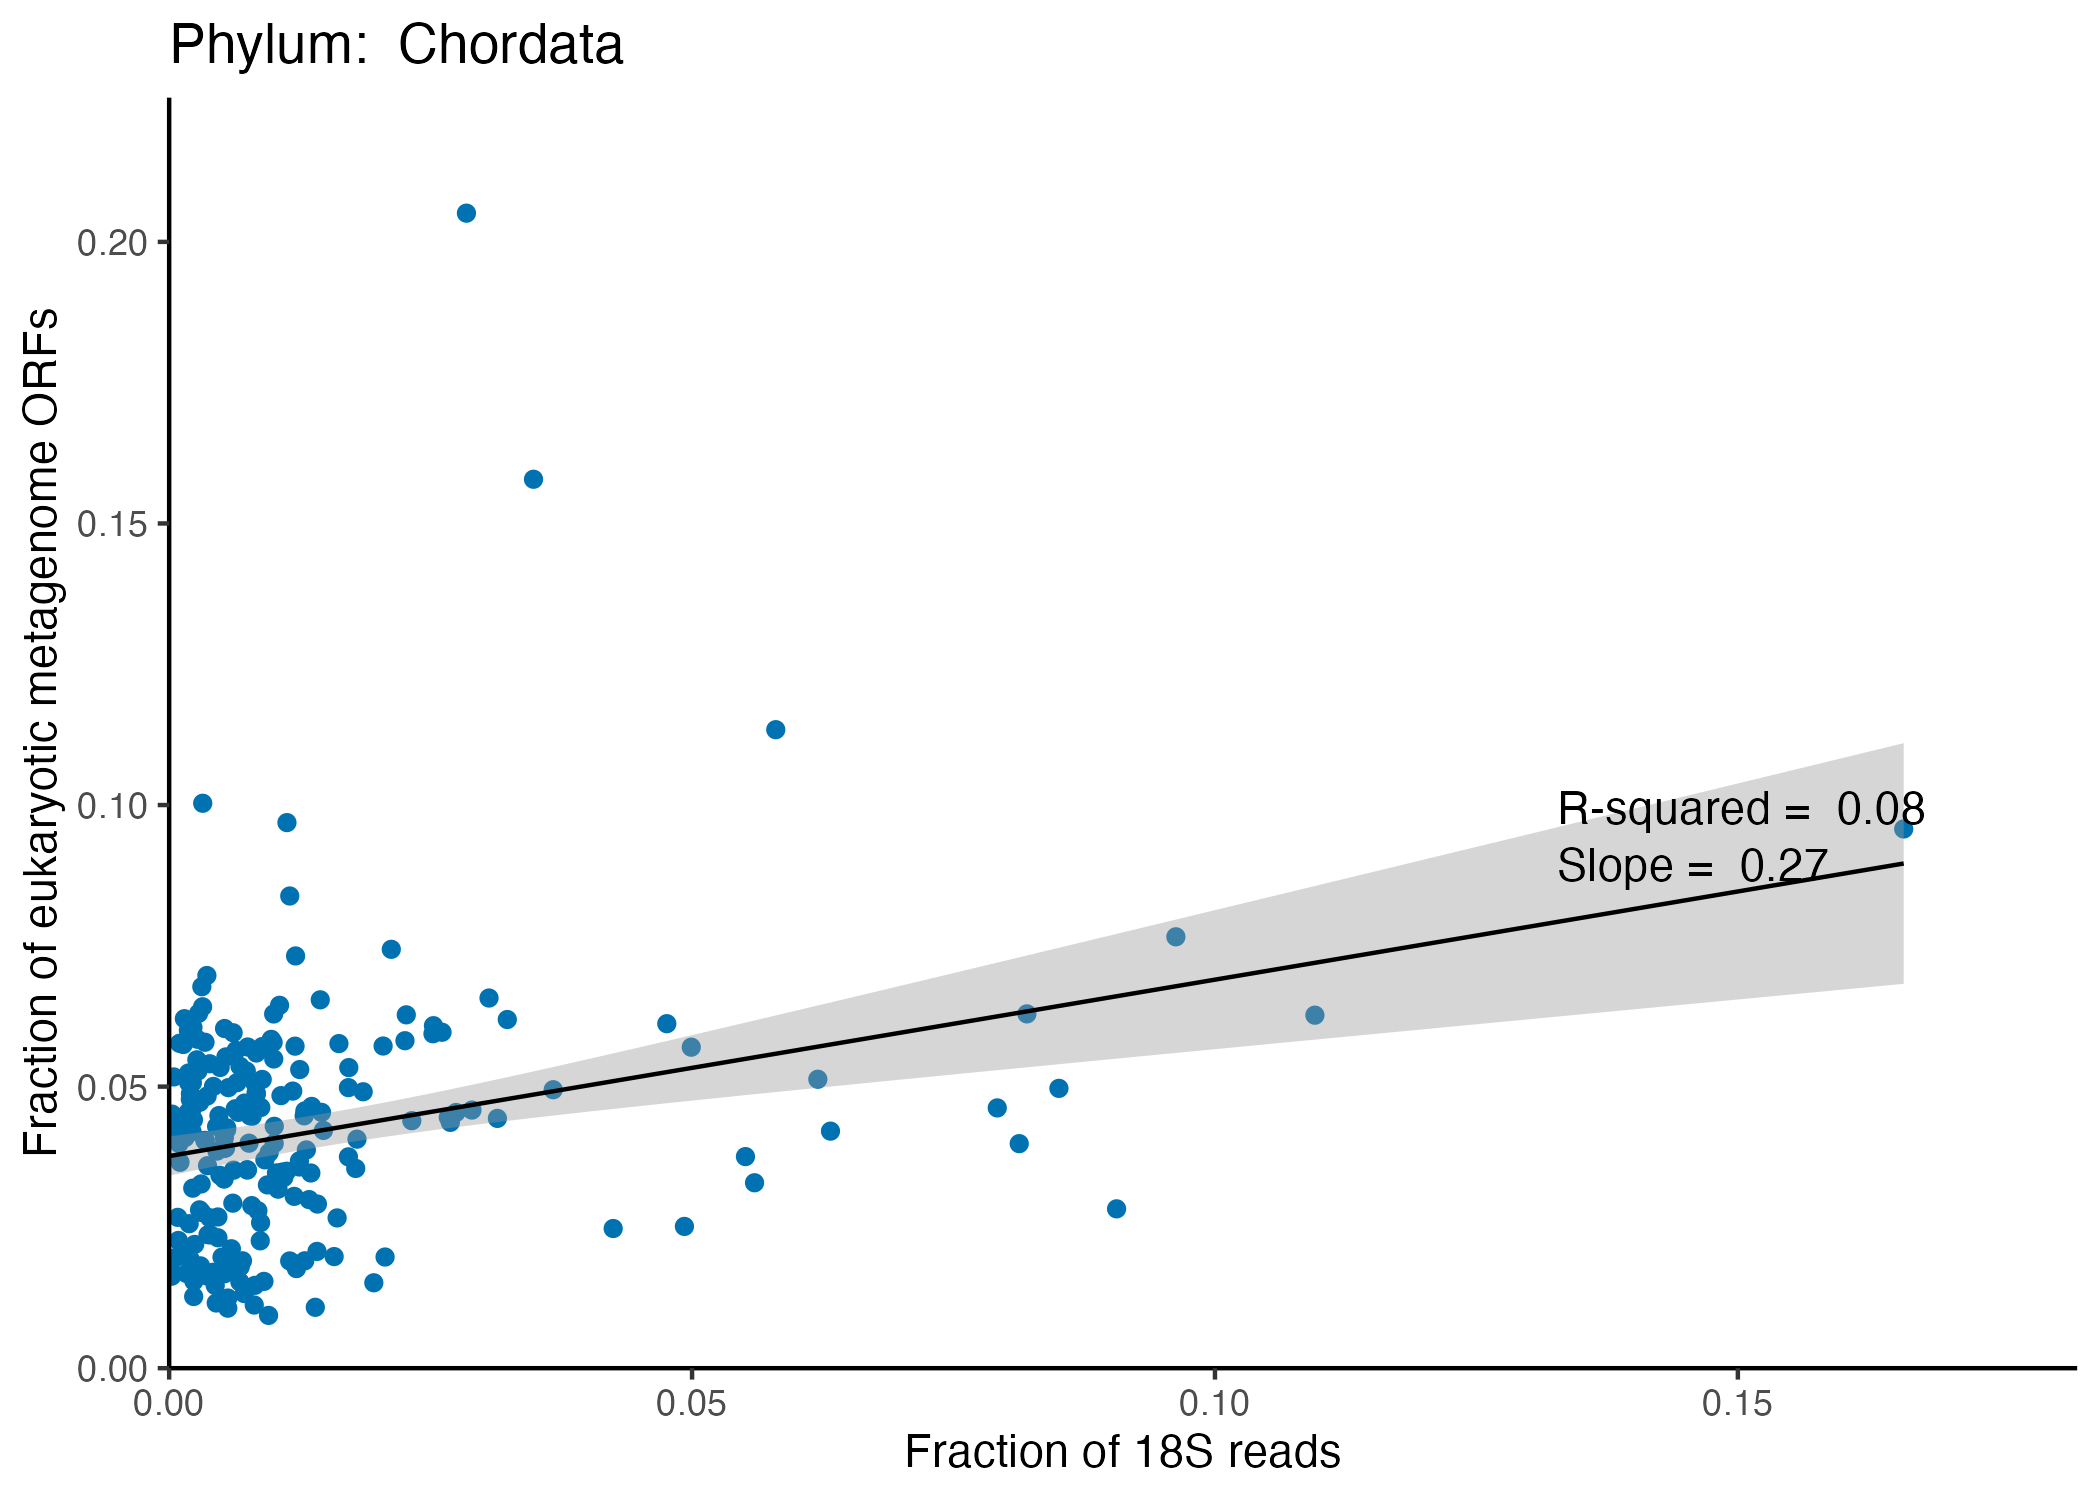 Phylum: Chordata
Fraction of eukaryotic metagenome ORFs
0.20
0.15
0.10
0.05
0.00
R-squared = 0.08
Slope = 0.27
0.00 0.05 0.10 0.15
Fraction of 18S reads